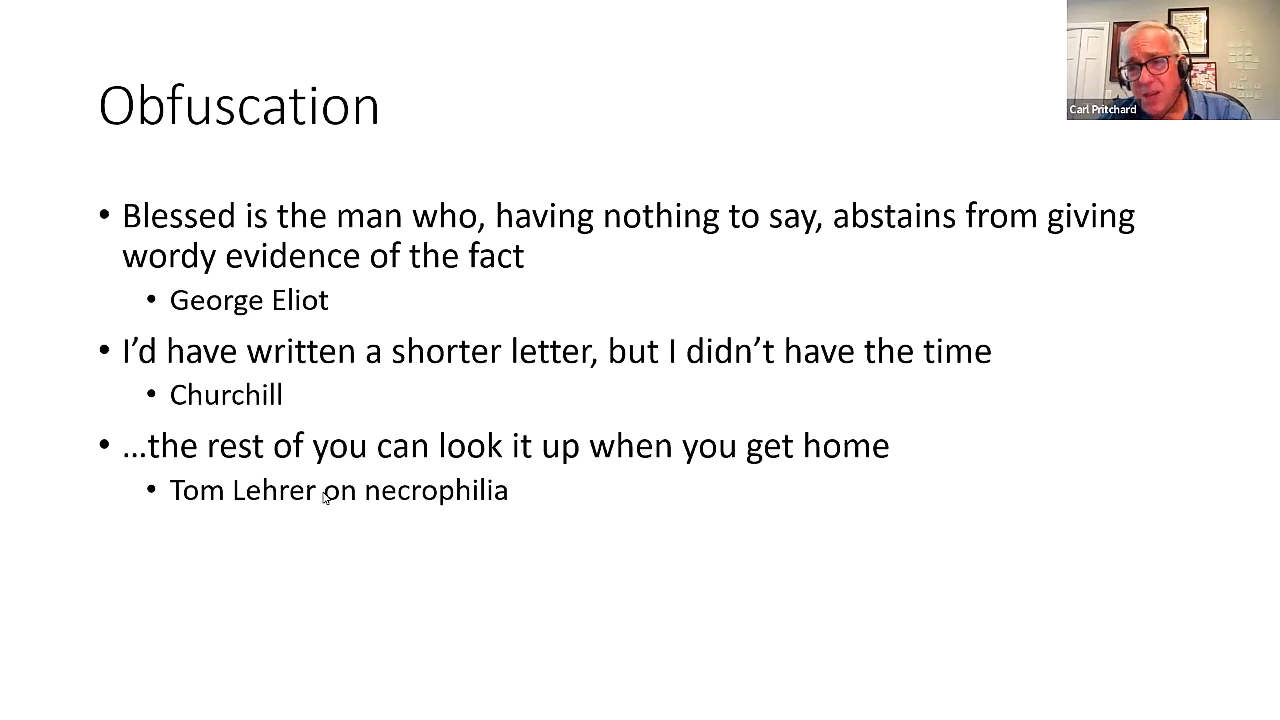 Carl Pritchard
Obfuscation
• Blessed is the man who, having nothing to say, abstains from giving
wordy evidence of the fact
• George Eliot
• I’d have written a shorter letter, but I didn’t have the time
• Churchill
• …the rest of you can look it up when you get home
• Tom Lehrer on necrophilia